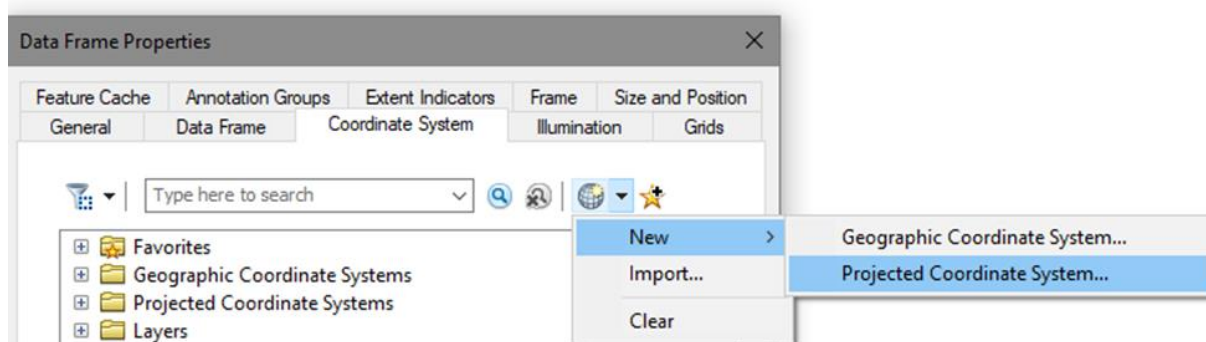 Data Frame Properties
Feature Cache Annotation Groups Extent Indicators Frame Size and Position
General Data Frame Coordinate System Illumination Grids
Type here to search
New Geographic Coordinate System...
Favorites
Geographic Coordinate Systems Import... Projected Coordinate System...
Projected Coordinate Systems
Layers Clear